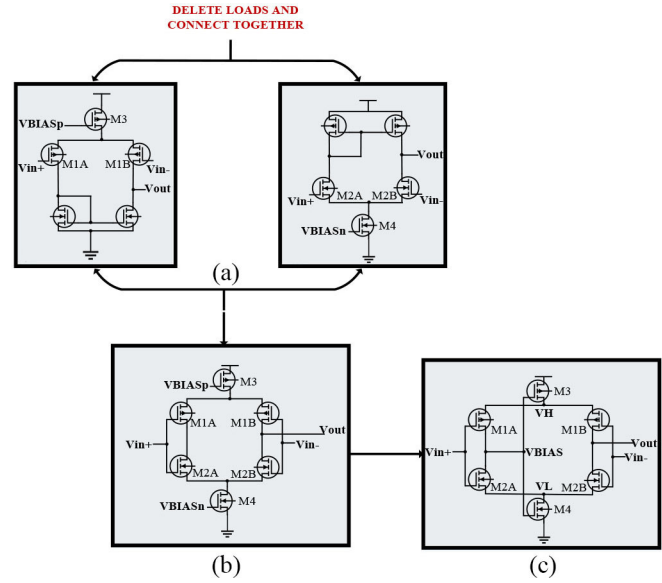 DELETE LOADS AND
CONNECT TOGETHER
M3
VBIASp
M1A
M1B
Vin+
Vin-
Vout
Vout
M2A
M2B
Vin+
Vin-
M4
VBIASn
(a)
M3
VBIASp
M1A
M1B
Vout
Vin+
Vin-
M2A
M2B
M4
VBIASn
(b)
M3
VH
M1A
M1B
Vout
Vin+
VBIAS
Vin-
M2A
VL
M2B
M4
(c)